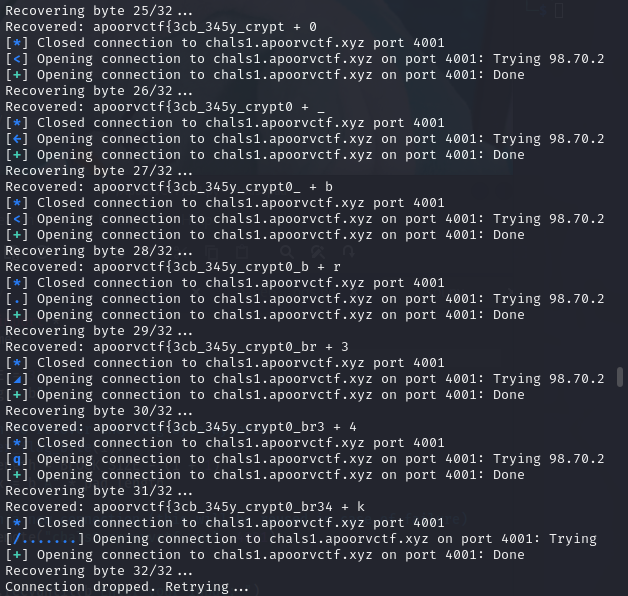 Recovering byte 25/32...
Recovered: apoorvctf{3cb_345y_crypt + 0
[*] Closed connection to chals1.apoorvctf.xyz port 4001
[<] Opening connection to chals1.apoorvctf.xyz on port 4001: Trying 98.70.2
[+] Opening connection to chals1.apoorvctf.xyz on port 4001: Done
Recovering byte 26/32...
Recovered: apoorvctf{3cb_345y_crypt0 + _
[*] Closed connection to chals1.apoorvctf.xyz port 4001
[←] Opening connection to chals1.apoorvctf.xyz on port 4001: Trying 98.70.2
[+] Opening connection to chals1.apoorvctf.xyz on port 4001: Done
Recovering byte 27/32...
Recovered: apoorvctf{3cb_345y_crypt0_ + b
[*] Closed connection to chals1.apoorvctf.xyz port 4001
[<] Opening connection to chals1.apoorvctf.xyz on port 4001: Trying 98.70.2
[+] Opening connection to chals1.apoorvctf.xyz on port 4001: Done
Recovering byte 28/32...
Recovered: apoorvctf{3cb_345y_crypt0_b + r
[*] Closed connection to chals1.apoorvctf.xyz port 4001
[.] Opening connection to chals1.apoorvctf.xyz on port 4001: Trying 98.70.2
[+] Opening connection to chals1.apoorvctf.xyz on port 4001: Done
Recovering byte 29/32...
Recovered: apoorvctf{3cb_345y_crypt0_br + 3
[*] Closed connection to chals1.apoorvctf.xyz port 4001
[◢] Opening connection to chals1.apoorvctf.xyz on port 4001: Trying 98.70.2
[+] Opening connection to chals1.apoorvctf.xyz on port 4001: Done
Recovering byte 30/32...
Recovered: apoorvctf{3cb_345y_crypt0_br3 + 4
[*] Closed connection to chals1.apoorvctf.xyz port 4001
[q] Opening connection to chals1.apoorvctf.xyz on port 4001: Trying 98.70.2
[+] Opening connection to chals1.apoorvctf.xyz on port 4001: Done
Recovering byte 31/32...
Recovered: apoorvctf{3cb_345y_crypt0_br34 + k
[*] Closed connection to chals1.apoorvctf.xyz port 4001
[/.......] Opening connection to chals1.apoorvctf.xyz on port 4001: Trying
[+] Opening connection to chals1.apoorvctf.xyz on port 4001: Done
Recovering byte 32/32...
Connection dropped. Retrying...